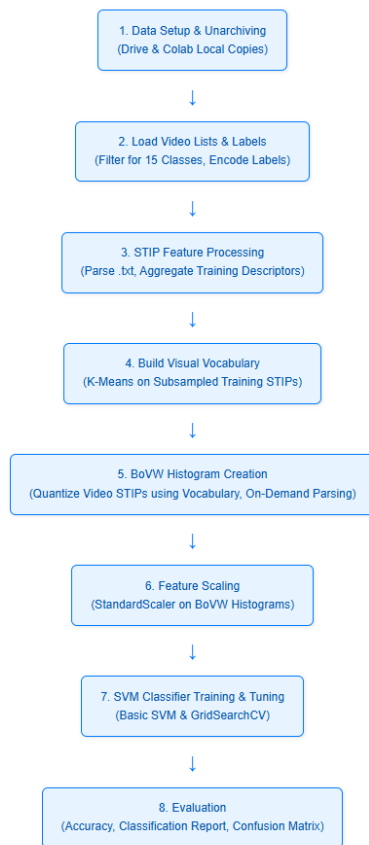 1. Data Setup & Unarchiving
(Drive & Colab Local Copies)
↓
2. Load Video Lists & Labels
(Filter for 15 Classes, Encode Labels)
↓
3. STIP Feature Processing
(Parse .txt, Aggregate Training Descriptors)
↓
4. Build Visual Vocabulary
(K-Means on Subsampled Training STIPs)
↓
5. BoVW Histogram Creation
(Quantize Video STIPs using Vocabulary, On-Demand Parsing)
↓
6. Feature Scaling
(StandardScaler on BoVW Histograms)
↓
7. SVM Classifier Training & Tuning
(Basic SVM & GridSearchCV)
↓
8. Evaluation
(Accuracy, Classification Report, Confusion Matrix)